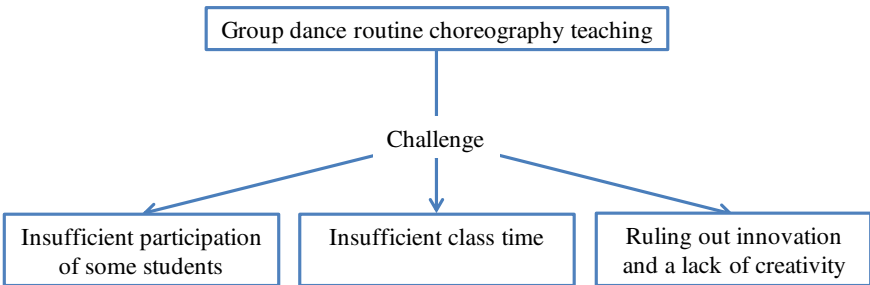 Group dance routine choreography teaching
Challenge
Insufficient participation
of some students
Insufficient class time
Ruling out innovation
and a lack of creativity